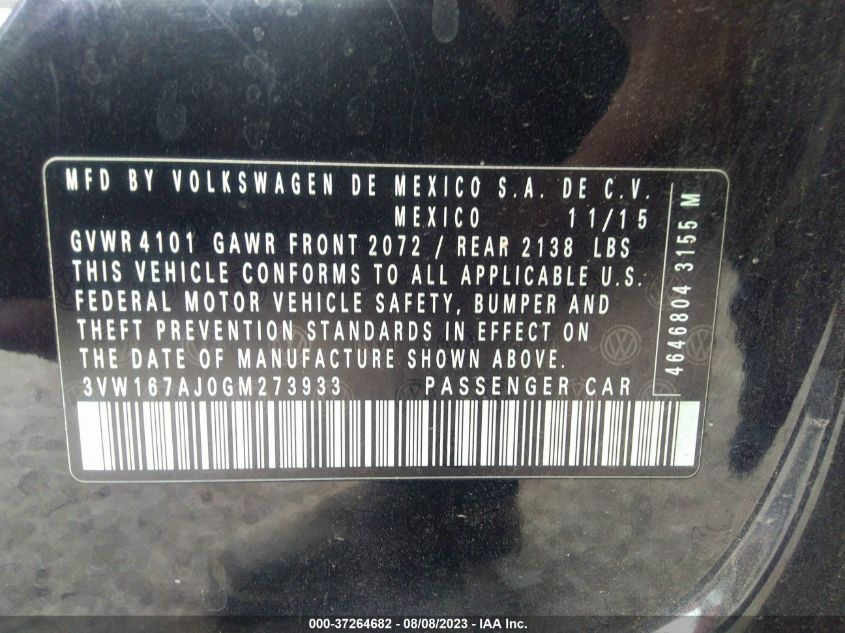 MFD BY VOLKSWAGEN DE MEXICO S.A. DE C.V.
MEXICO 11/15
GVWR 4101 GAWR FRONT 2072 / REAR 2138 LBS
THIS VEHICLE CONFORMS TO ALL APPLICABLE U.S.
FEDERAL MOTOR VEHICLE SAFETY, BUMPER AND
THEFT PREVENTION STANDARDS IN EFFECT ON
THE DATE OF MANUFACTURE SHOWN ABOVE.
3VW167AJ0GM273933 PASSENGER CAR
4646804 3155 M
000-37264682 - 08/08/2023 - IAA Inc.